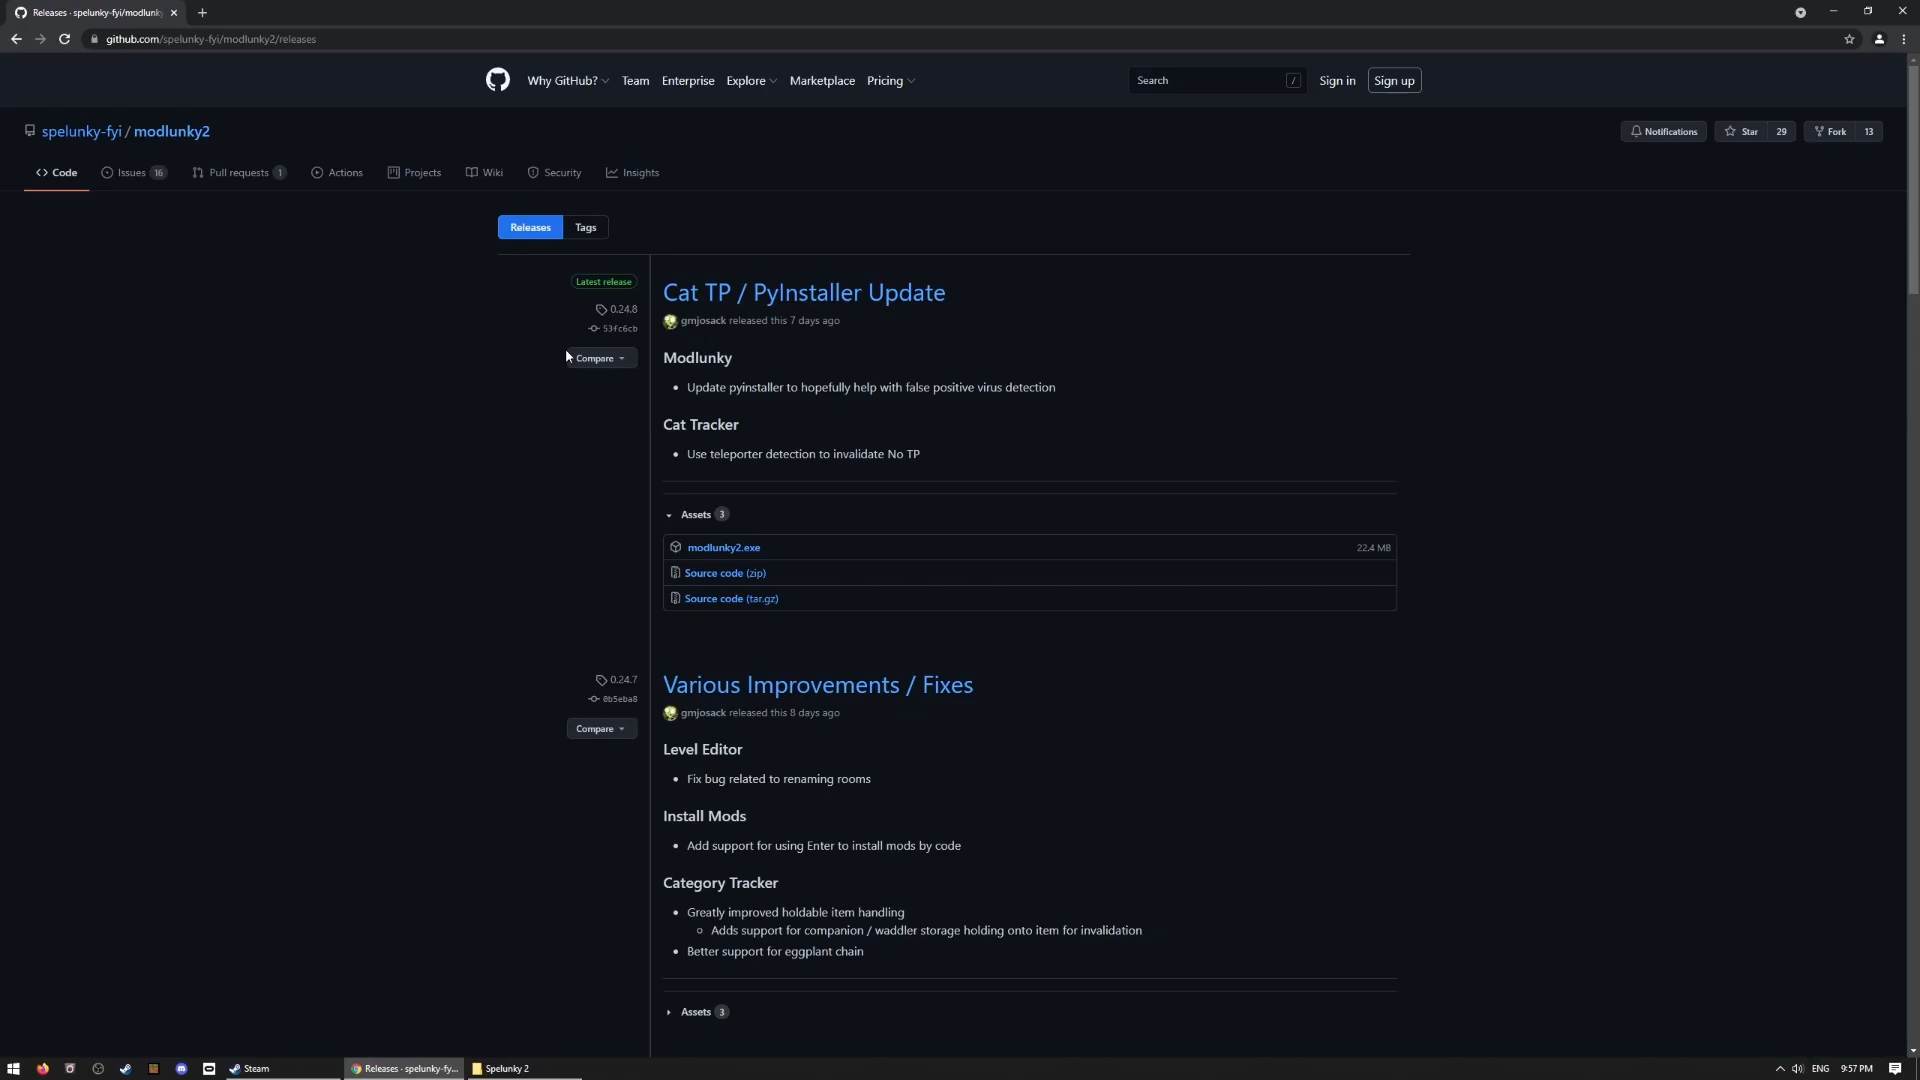 Releases · spelunky-fyi/modlunky
github.com/spelunky-fyi/modlunky2/releases
Why GitHub? Team Enterprise Explore Marketplace Pricing Search / Sign in Sign up
spelunky-fyi / modlunky2 Notifications Star 29 Fork 13
<> Code Issues 16 Pull requests 1 Actions Projects Wiki Security Insights
Releases Tags
Latest release
0.24.8
53fc6cb
Compare
Cat TP / PyInstaller Update
gmjosack released this 7 days ago
Modlunky
• Update pyinstaller to hopefully help with false positive virus detection
Cat Tracker
• Use teleporter detection to invalidate No TP
Assets 3
modlunky2.exe 22.4 MB
Source code (zip)
Source code (tar.gz)
0.24.7
0b5eba8
Compare
Various Improvements / Fixes
gmjosack released this 8 days ago
Level Editor
• Fix bug related to renaming rooms
Install Mods
• Add support for using Enter to install mods by code
Category Tracker
• Greatly improved holdable item handling
○ Adds support for companion / waddler storage holding onto item for invalidation
• Better support for eggplant chain
Assets 3
Steam Releases · spelunky-fy... Spelunky 2 ENG 9:57 PM